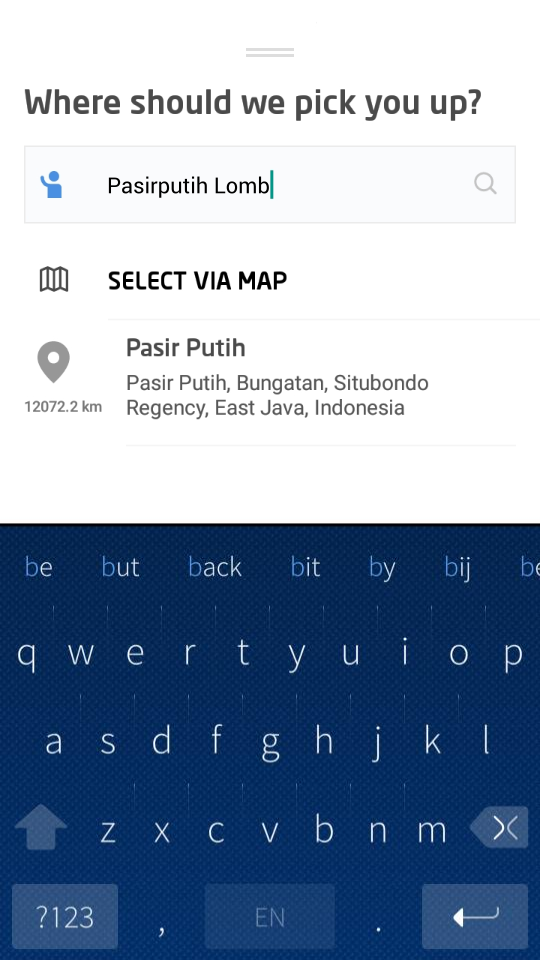 Where should we pick you up?
Pasirputih Lomb
SELECT VIA MAP
Pasir Putih
Pasir Putih, Bungatan, Situbondo
12072.2 km
Regency, East Java, Indonesia
be but back bit by bij be
q w e r t y u i o p
a s d f g h j k l
z x c v b n m
?123 , EN .